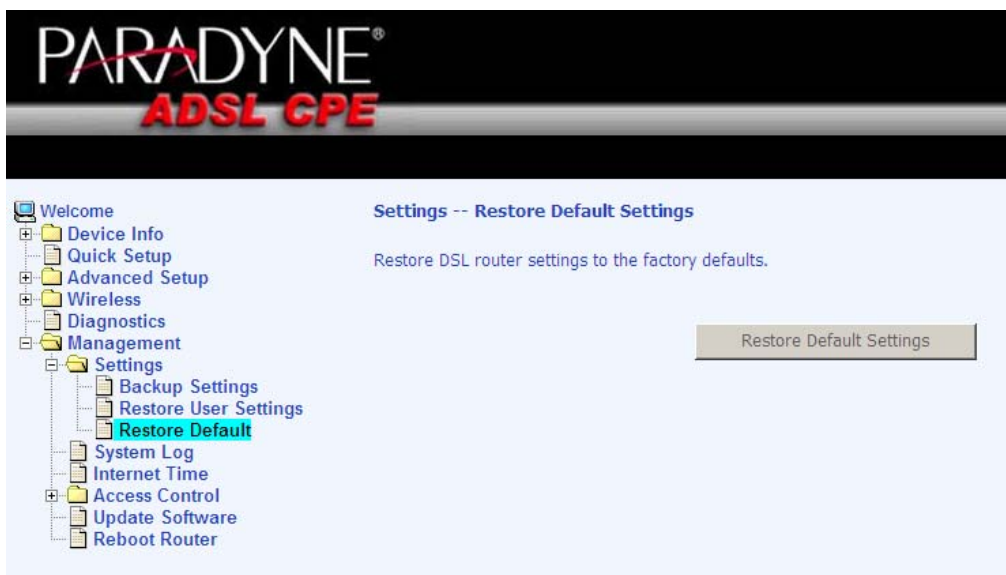 PARADYNE®
ADSL CPE
Welcome
Device Info
Quick Setup
Advanced Setup
Wireless
Diagnostics
Management
Settings
Backup Settings
Restore User Settings
Restore Default
System Log
Internet Time
Access Control
Update Software
Reboot Router
Settings -- Restore Default Settings
Restore DSL router settings to the factory defaults.
Restore Default Settings